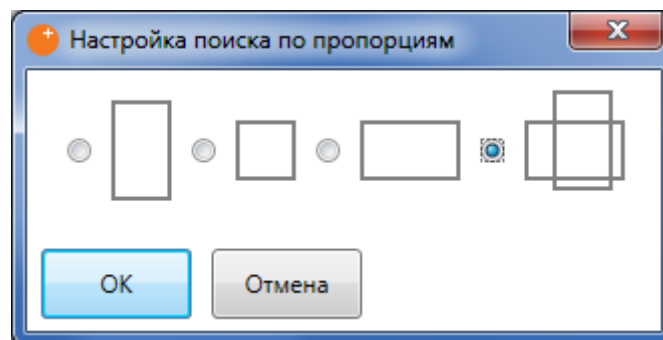 Настройка поиска по пропорциям
OK
Отмена